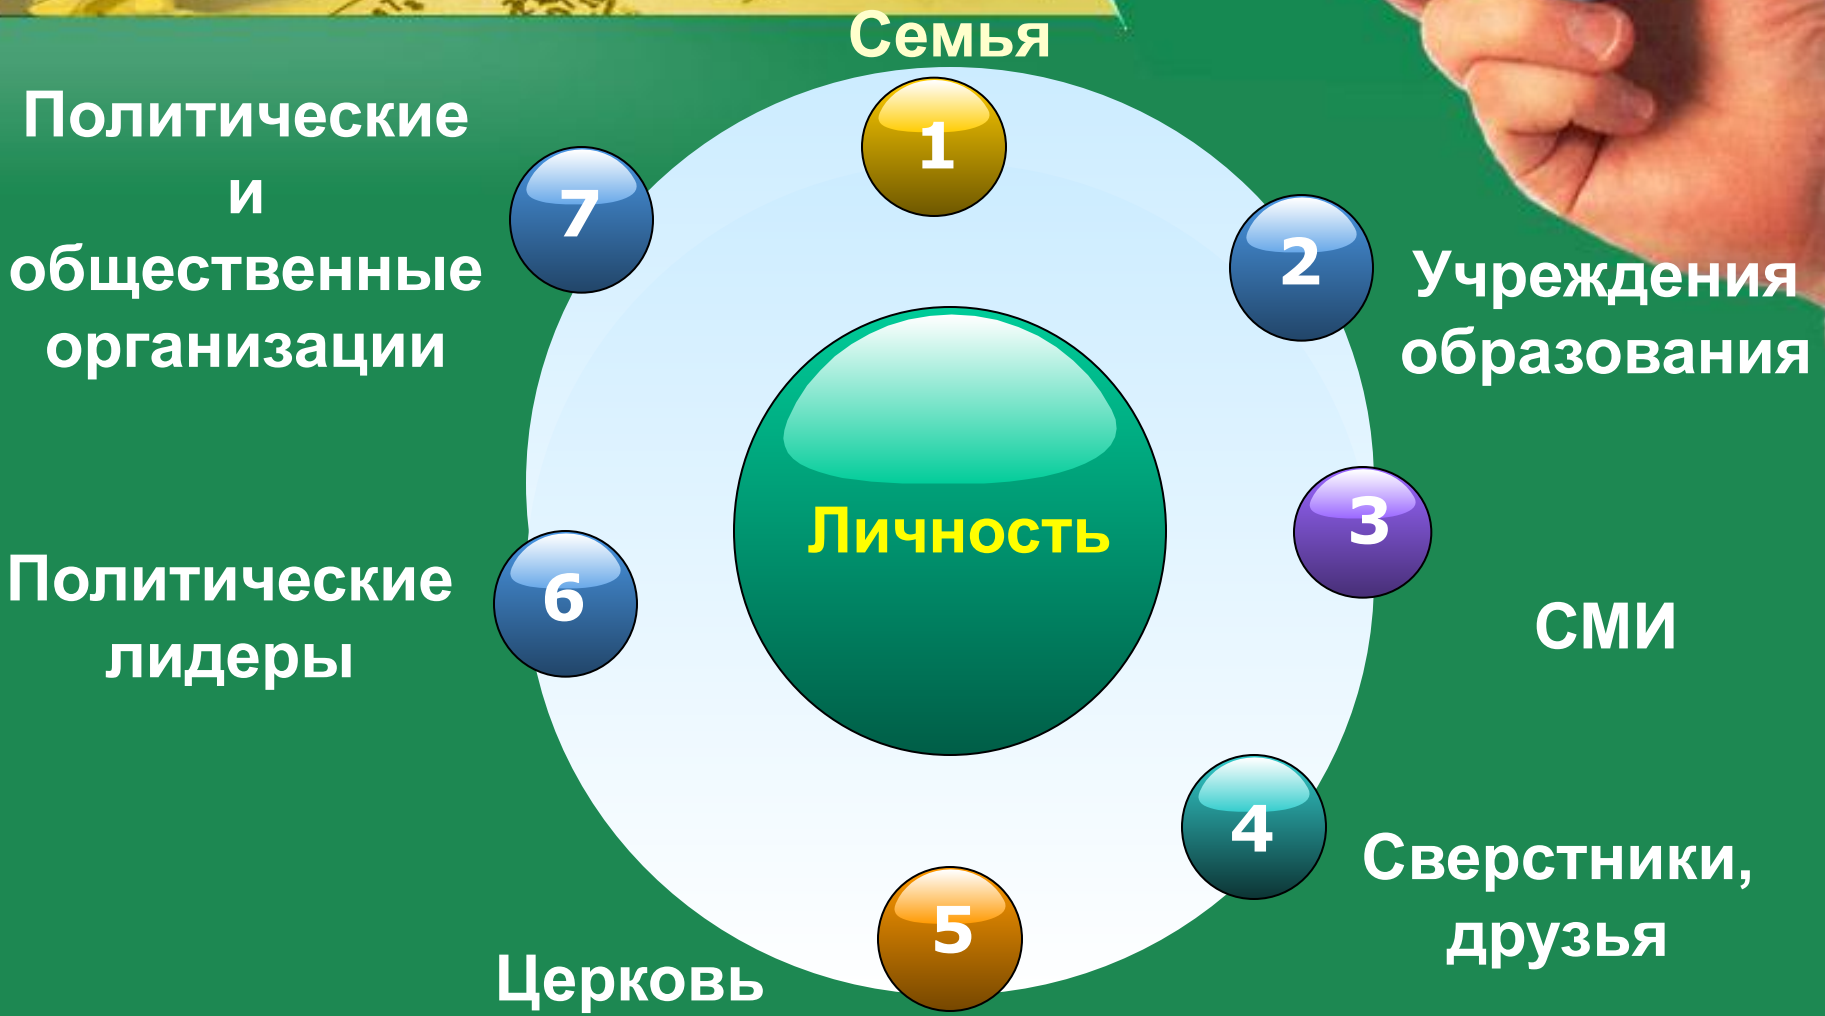 Семья
1
2
Учреждения
образования
3
СМИ
4
Сверстники,
друзья
5
Церковь
6
Политические
лидеры
7
Политические
и
общественные
организации
Личность